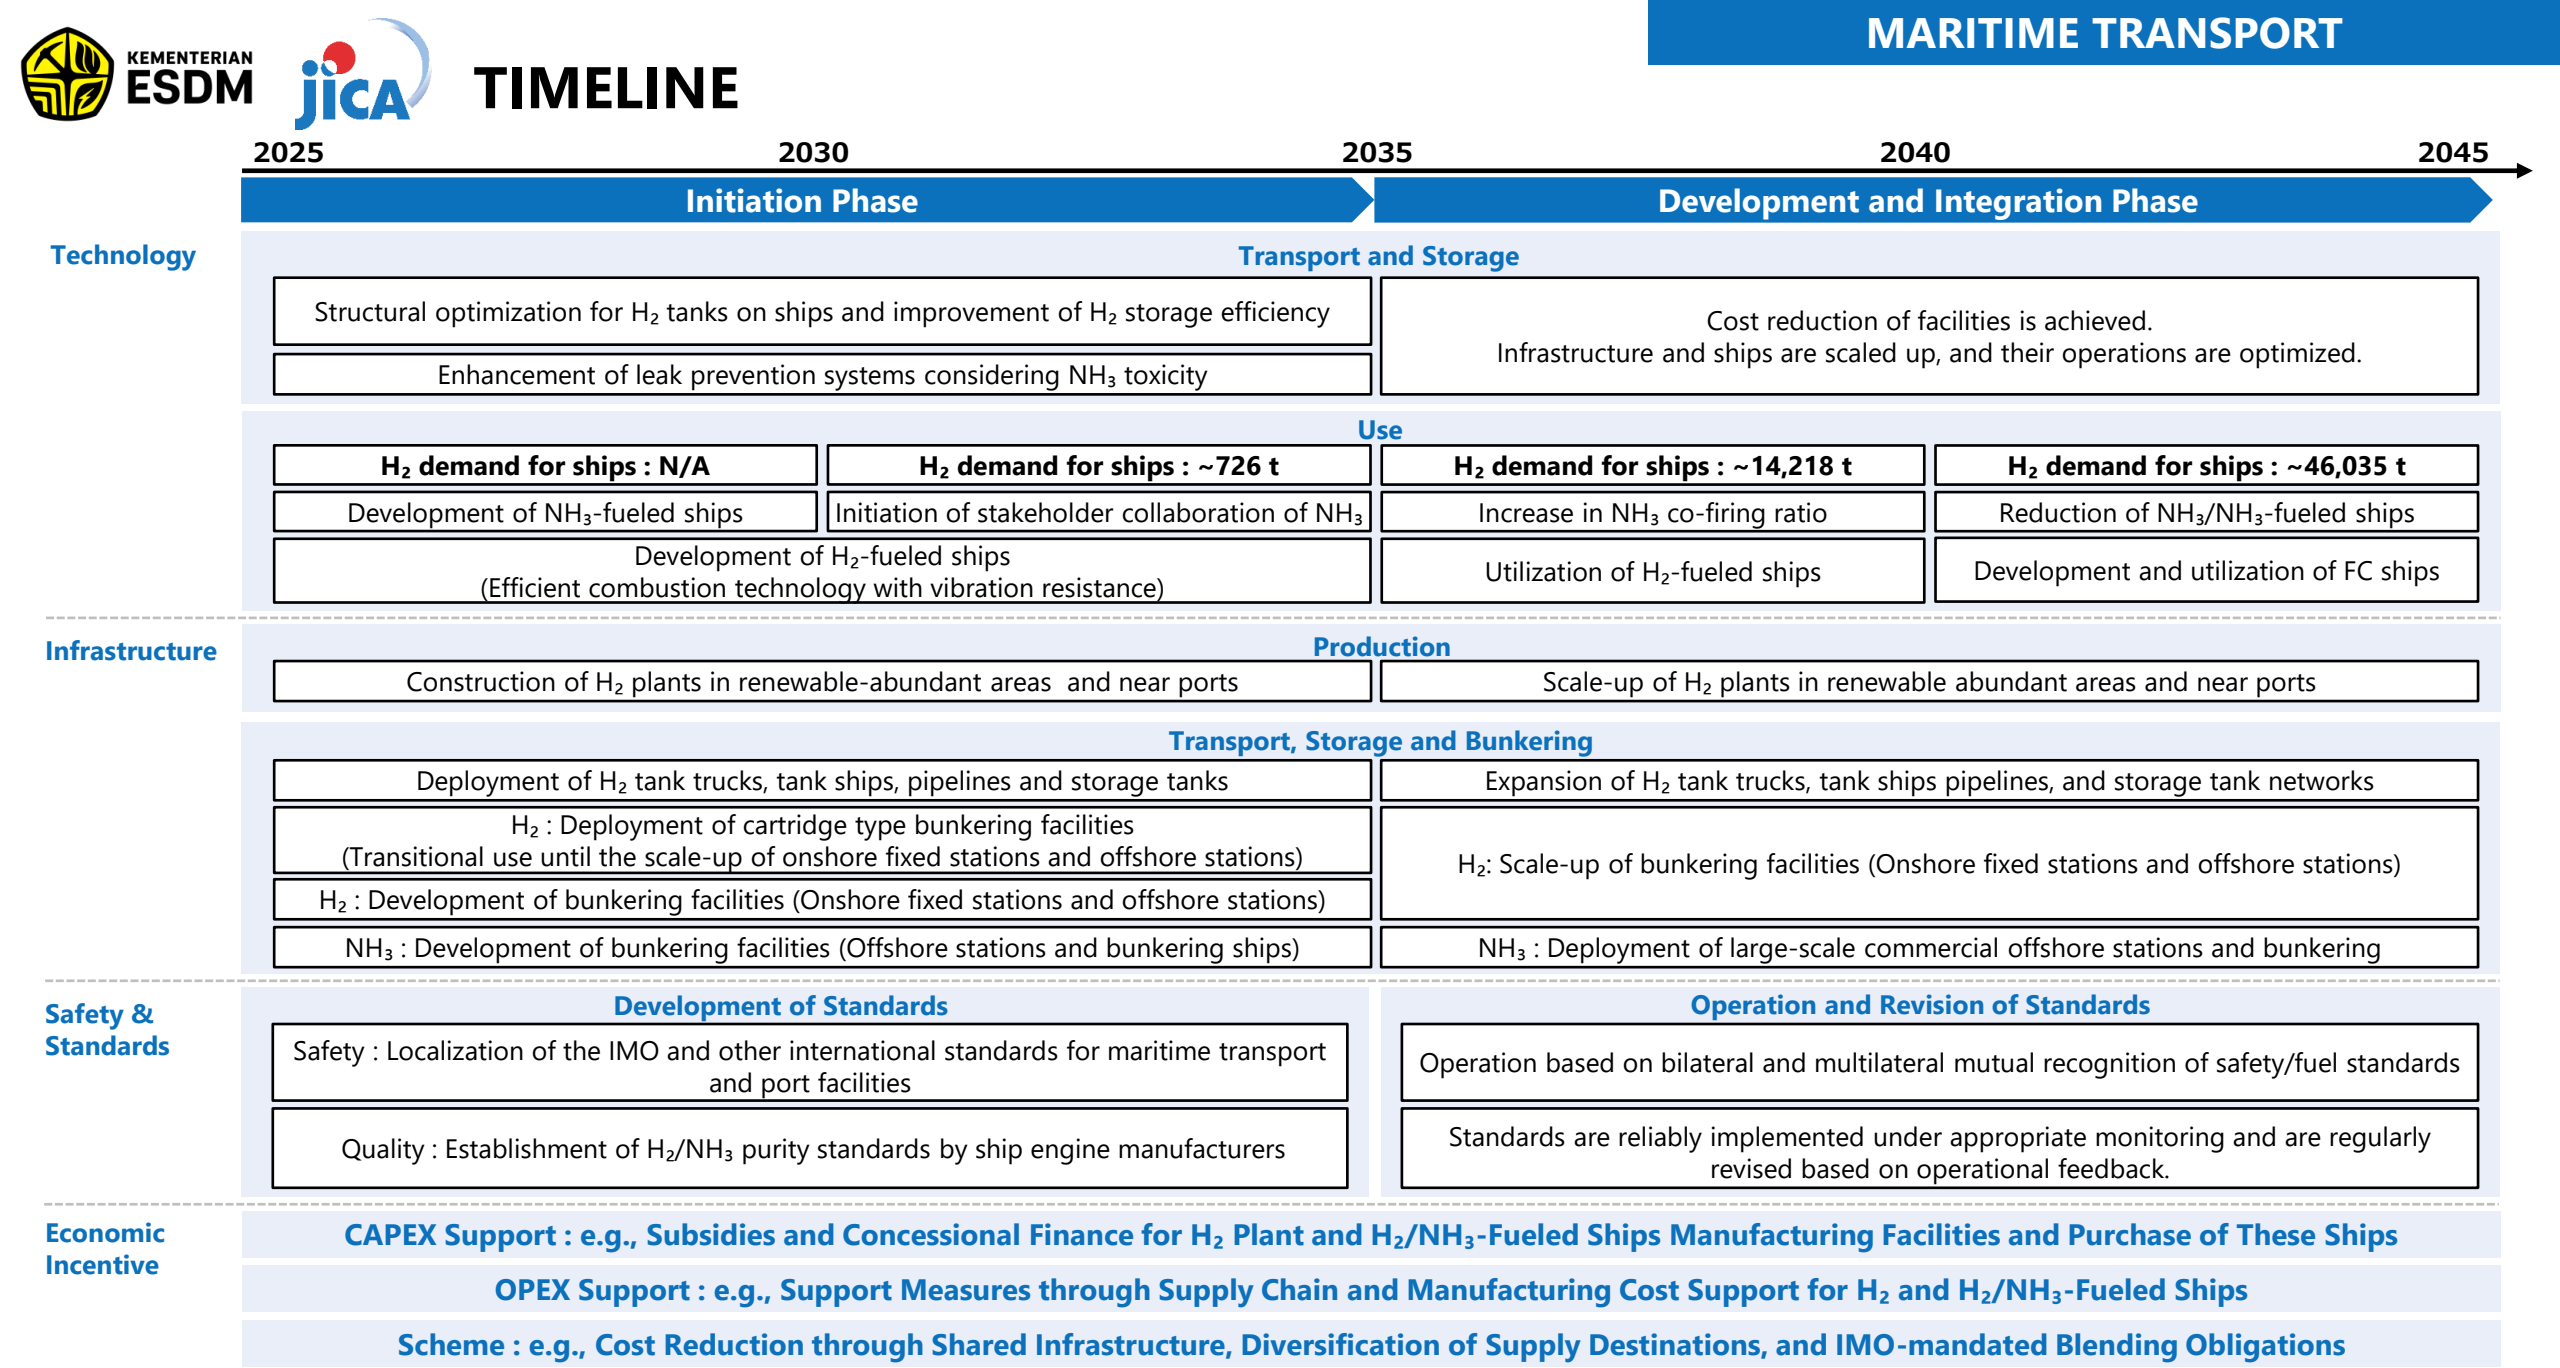 MARITIME TRANSPORT
KEMENTERIAN
ESDM
jICA
TIMELINE
2025 2030 2035 2040 2045
Initiation Phase Development and Integration Phase
Technology
Transport and Storage
Structural optimization for H₂ tanks on ships and improvement of H₂ storage efficiency
Enhancement of leak prevention systems considering NH₃ toxicity
Cost reduction of facilities is achieved.
Infrastructure and ships are scaled up, and their operations are optimized.
Use
H₂ demand for ships : N/A H₂ demand for ships : ~726 t H₂ demand for ships : ~14,218 t H₂ demand for ships : ~46,035 t
Development of NH₃-fueled ships Initiation of stakeholder collaboration of NH₃ Increase in NH₃ co-firing ratio Reduction of NH₃/NH₃-fueled ships
Development of H₂-fueled ships
(Efficient combustion technology with vibration resistance)
Utilization of H₂-fueled ships
Development and utilization of FC ships
Infrastructure
Production
Construction of H₂ plants in renewable-abundant areas  and near ports
Scale-up of H₂ plants in renewable abundant areas and near ports
Transport, Storage and Bunkering
Deployment of H₂ tank trucks, tank ships, pipelines and storage tanks
Expansion of H₂ tank trucks, tank ships pipelines, and storage tank networks
H₂ : Deployment of cartridge type bunkering facilities
(Transitional use until the scale-up of onshore fixed stations and offshore stations)
H₂ : Development of bunkering facilities (Onshore fixed stations and offshore stations)
H₂: Scale-up of bunkering facilities (Onshore fixed stations and offshore stations)
NH₃ : Development of bunkering facilities (Offshore stations and bunkering ships)
NH₃ : Deployment of large-scale commercial offshore stations and bunkering
Safety &
Standards
Development of Standards
Safety : Localization of the IMO and other international standards for maritime transport
and port facilities
Quality : Establishment of H₂/NH₃ purity standards by ship engine manufacturers
Operation and Revision of Standards
Operation based on bilateral and multilateral mutual recognition of safety/fuel standards
Standards are reliably implemented under appropriate monitoring and are regularly
revised based on operational feedback.
Economic
Incentive
CAPEX Support : e.g., Subsidies and Concessional Finance for H₂ Plant and H₂/NH₃-Fueled Ships Manufacturing Facilities and Purchase of These Ships
OPEX Support : e.g., Support Measures through Supply Chain and Manufacturing Cost Support for H₂ and H₂/NH₃-Fueled Ships
Scheme : e.g., Cost Reduction through Shared Infrastructure, Diversification of Supply Destinations, and IMO-mandated Blending Obligations